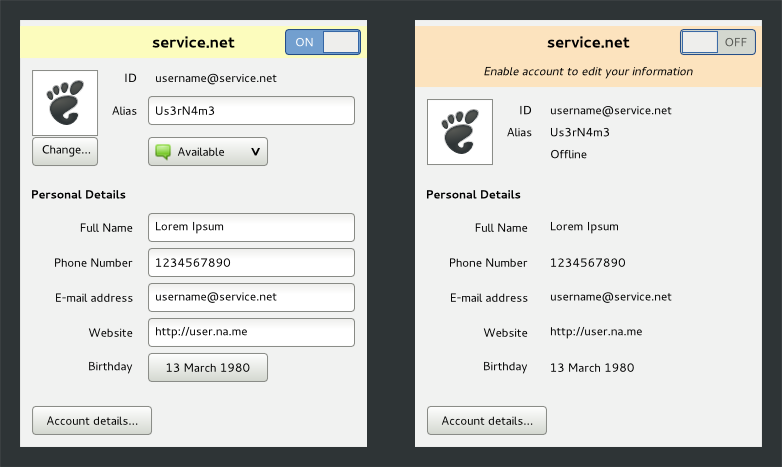 service.net
ON
ID username@service.net
Alias Us3rN4m3
Change...
Available
Personal Details
Full Name Lorem Ipsum
Phone Number 1234567890
E-mail address username@service.net
Website http://user.na.me
Birthday 13 March 1980
Account details...
service.net
OFF
Enable account to edit your information
ID username@service.net
Alias Us3rN4m3
Offline
Personal Details
Full Name Lorem Ipsum
Phone Number 1234567890
E-mail address username@service.net
Website http://user.na.me
Birthday 13 March 1980
Account details...